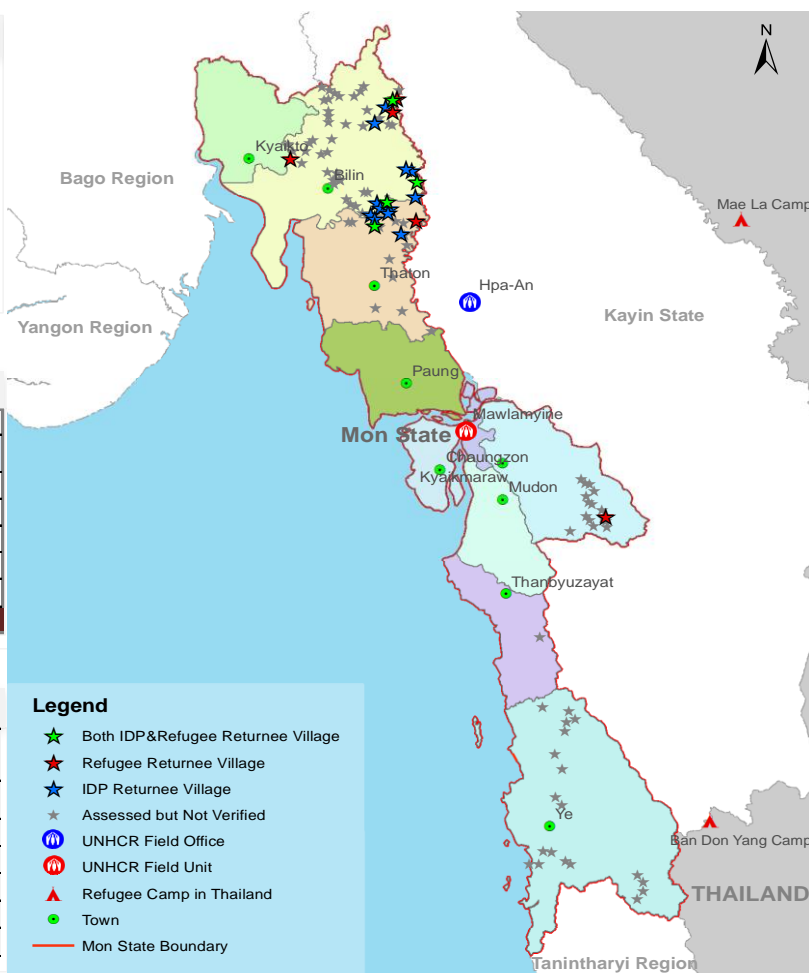 N
Kyaikto
Bilin
Bago Region
Mae La Camp
Thaton
Hpa-An
Kayin State
Yangon Region
Paung
Mawlamyine
Mon State
Chaungzon
Kyaikmaraw
Mudon
Thanbyuzayat
Legend
Both IDP&Refugee Returnee Village
Refugee Returnee Village
IDP Returnee Village
Assessed but Not Verified
UNHCR Field Office
UNHCR Field Unit
Refugee Camp in Thailand
Town
Mon State Boundary
Ye
Ban Don Yang Camp
THAILAND
Tanintharyi Region